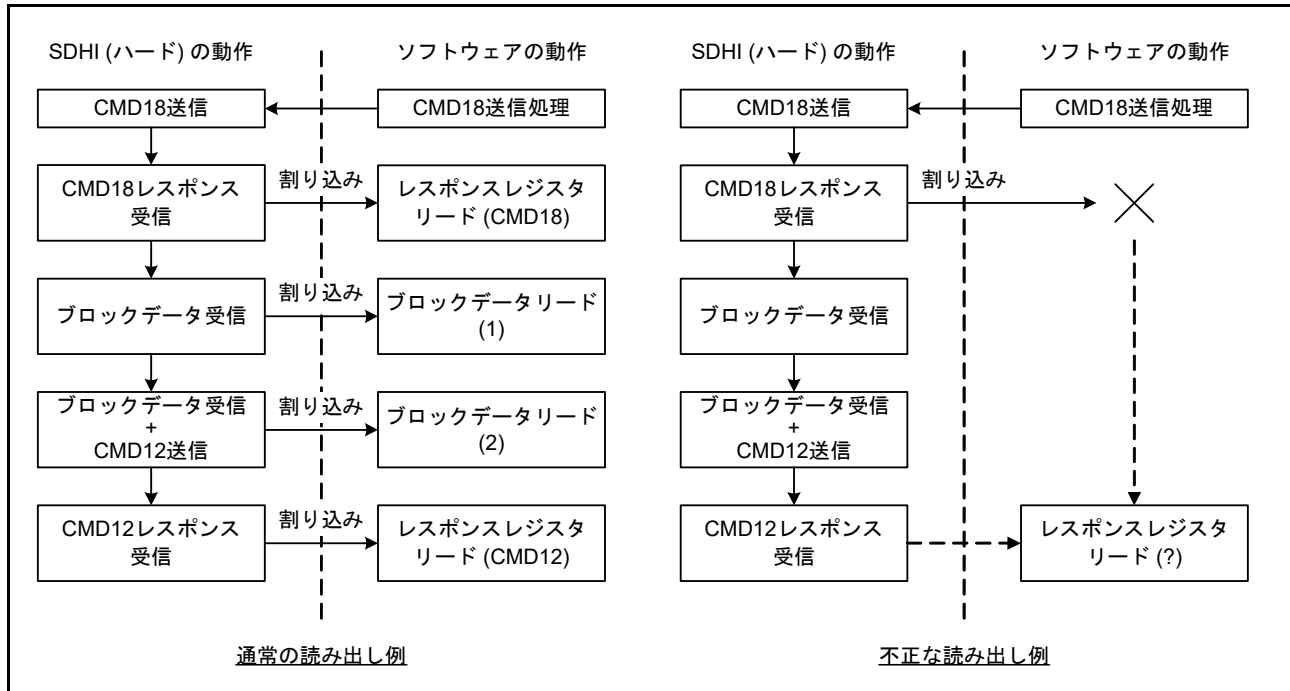 SDHI (ハード) の動作
ソフトウェアの動作
CMD18送信
CMD18送信処理
CMD18レスポンス
受信
割り込み
レスポンスレジスタ
リード (CMD18)
ブロックデータ受信
割り込み
ブロックデータリード
(1)
ブロックデータ受信
+
CMD12送信
割り込み
ブロックデータリード
(2)
CMD12レスポンス
受信
割り込み
レスポンスレジスタ
リード (CMD12)
通常の読み出し例
SDHI (ハード) の動作
ソフトウェアの動作
CMD18送信
CMD18送信処理
CMD18レスポンス
受信
割り込み
ブロックデータ受信
ブロックデータ受信
+
CMD12送信
CMD12レスポンス
受信
レスポンスレジスタ
リード (?)
不正な読み出し例